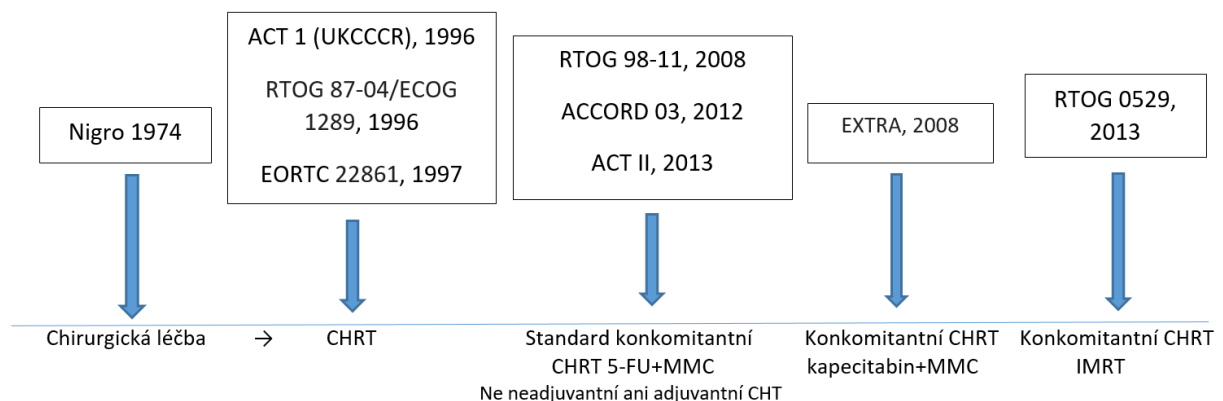 Nigro 1974
ACT 1 (UKCCCR), 1996
RTOG 87-04/ECOG
1289, 1996
EORTC 22861, 1997
RTOG 98-11, 2008
ACCORD 03, 2012
ACT II, 2013
EXTRA, 2008
RTOG 0529,
2013
Chirurgická léčba
→
CHRT
Standard konkomitantní
CHRT 5-FU+MMC
Ne neadjuvantní ani adjuvantní CHT
Konkomitantní CHRT
kapecitabin+MMC
Konkomitantní CHRT
IMRT